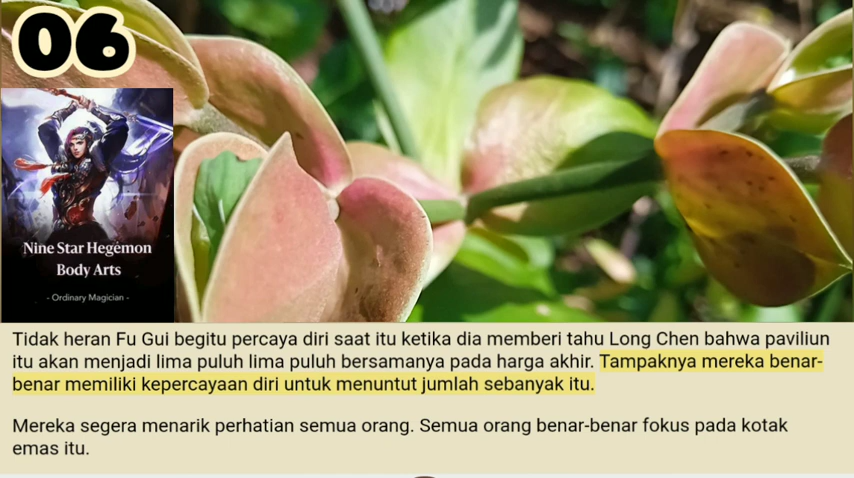 06
Nine Star Hegemon
Body Arts
- Ordinary Magician -
Tidak heran Fu Gui begitu percaya diri saat itu ketika dia memberi tahu Long Chen bahwa paviliun
itu akan menjadi lima puluh lima puluh bersamanya pada harga akhir. Tampaknya mereka benar-
benar memiliki kepercayaan diri untuk menuntut jumlah sebanyak itu.
Mereka segera menarik perhatian semua orang. Semua orang benar-benar fokus pada kotak
emas itu.